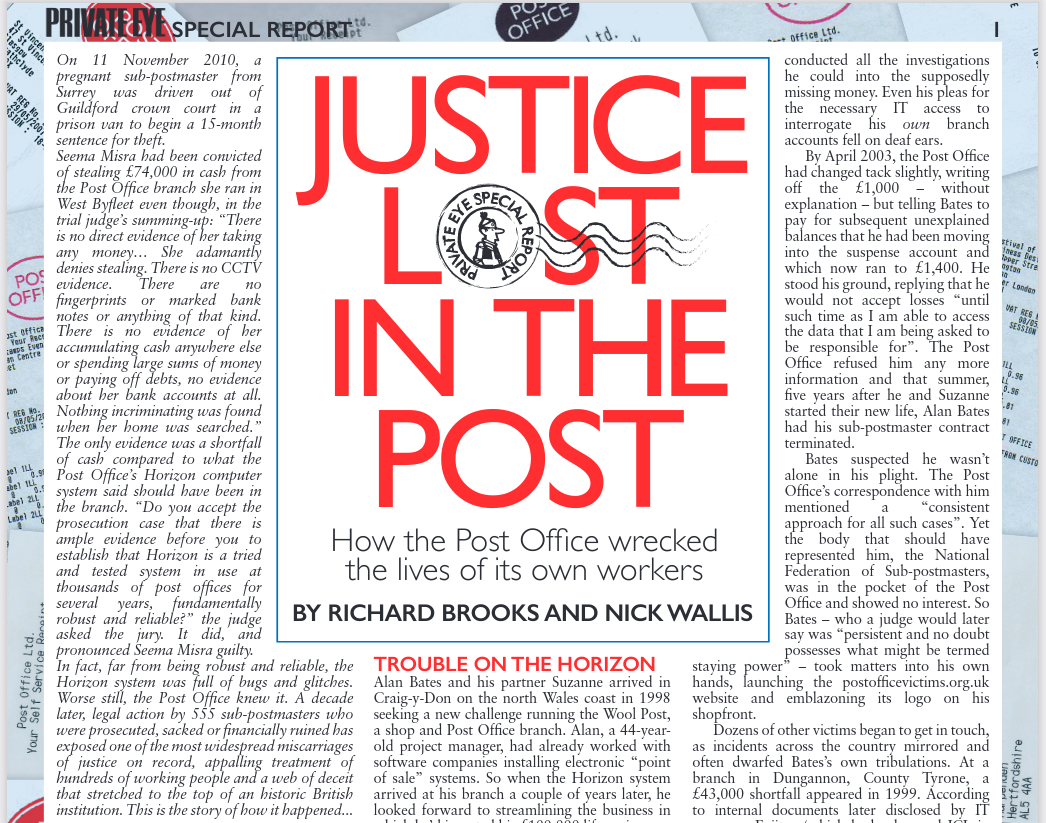 PRIVATE EYE SPECIAL REPORT
I
On 11 November 2010, a
pregnant sub-postmaster from
Surrey was driven out of
Guildford crown court in a
prison van to begin a 15-month
sentence for theft.
Seema Misra had been convicted
of stealing £74,000 in cash from
the Post Office branch she ran in
West Byfleet even though, in the
trial judge's summing-up: “There
is no direct evidence of her taking
any money… She adamantly
denies stealing. There is no CCTV
evidence. There are no
fingerprints or marked bank
notes or anything of that kind.
There is no evidence of her
accumulating cash anywhere else
or spending large sums of money
or paying off debts, no evidence
about her bank accounts at all.
Nothing incriminating was found
when her home was searched.”
The only evidence was a shortfall
of cash compared to what the
Post Office's Horizon computer
system said should have been in
the branch. “Do you accept the
prosecution case that there is
ample evidence before you to
establish that Horizon is a tried
and tested system in use at
thousands of post offices for
several years, fundamentally
robust and reliable?” the judge
asked the jury. It did, and
pronounced Seema Misra guilty.
In fact, far from being robust and reliable, the
Horizon system was full of bugs and glitches.
Worse still, the Post Office knew it. A decade
later, legal action by 555 sub-postmasters who
were prosecuted, sacked or financially ruined has
exposed one of the most widespread miscarriages
of justice on record, appalling treatment of
hundreds of working people and a web of deceit
that stretched to the top of an historic British
institution. This is the story of how it happened...
JUSTICE
LOST
IN THE
POST
PRIVATE EYE SPECIAL REPORT
How the Post Office wrecked
the lives of its own workers
BY RICHARD BROOKS AND NICK WALLIS
TROUBLE ON THE HORIZON
Alan Bates and his partner Suzanne arrived in
Craig-y-Don on the north Wales coast in 1998
seeking a new challenge running the Wool Post,
a shop and Post Office branch. Alan, a 44-year-
old project manager, had already worked with
software companies installing electronic “point
of sale” systems. So when the Horizon system
arrived at his branch a couple of years later, he
looked forward to streamlining the business in
conducted all the investigations
he could into the supposedly
missing money. Even his pleas for
the necessary IT access to
interrogate his own branch
accounts fell on deaf ears.
By April 2003, the Post Office
had changed tack slightly, writing
off the £1,000 – without
explanation – but telling Bates to
pay for subsequent unexplained
balances that he had been moving
into the suspense account and
which now ran to £1,400. He
stood his ground, replying that he
would not accept losses “until
such time as I am able to access
the data that I am being asked to
be responsible for”. The Post
Office refused him any more
information and that summer,
five years after he and Suzanne
started their new life, Alan Bates
had his sub-postmaster contract
terminated.
Bates suspected he wasn't
alone in his plight. The Post
Office's correspondence with him
mentioned a “consistent
approach for all such cases”. Yet
the body that should have
represented him, the National
Federation of Sub-postmasters,
was in the pocket of the Post
Office and showed no interest. So
Bates – who a judge would later
say was “persistent and no doubt
possesses what might be termed
staying power” – took matters into his own
hands, launching the postofficevictims.org.uk
website and emblazoning its logo on his
shopfront.
Dozens of other victims began to get in touch,
as incidents across the country mirrored and
often dwarfed Bates's own tribulations. At a
branch in Dungannon, County Tyrone, a
£43,000 shortfall appeared in 1999. According
to internal documents later disclosed by IT
POST OFFICE
Post Office Ltd.
Your Self Service Receipt
Hertfordshire
AL5 4AA